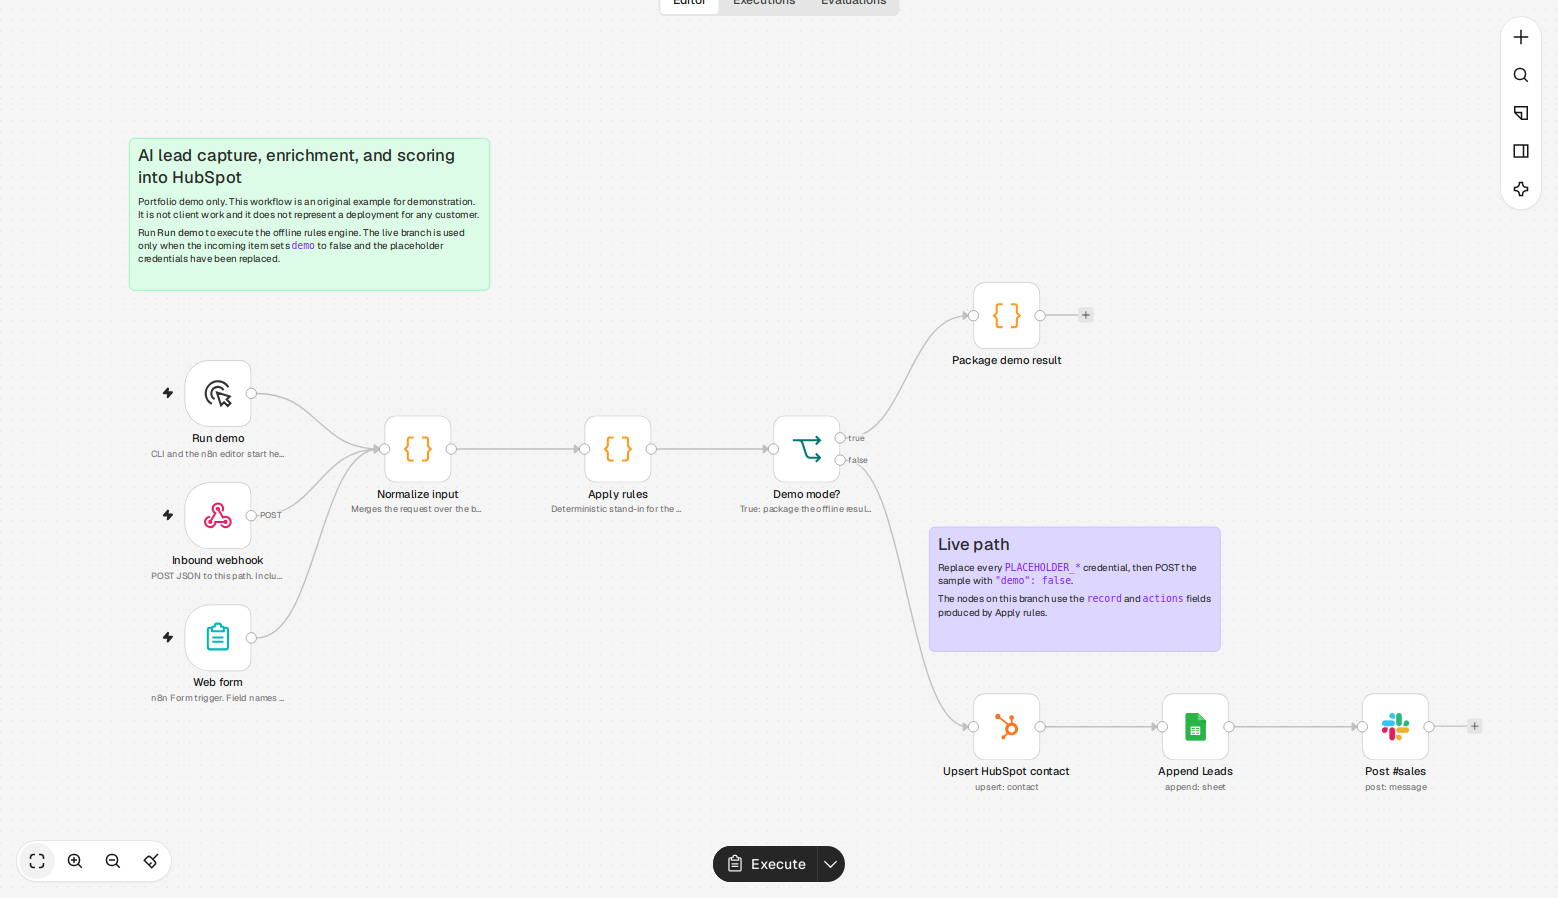 Editor Executions Evaluations
AI lead capture, enrichment, and scoring
into HubSpot
Portfolio demo only. This workflow is an original example for demonstration.
It is not client work and it does not represent a deployment for any customer.
Run Run demo to execute the offline rules engine. The live branch is used
only when the incoming item sets demo to false and the placeholder
credentials have been replaced.
Package demo result
Run demo
CLI and the n8n editor start he...
true
false
Normalize input
Merges the request over the b...
Apply rules
Deterministic stand-in for the ...
Demo mode?
True: package the offline resul...
POST
Inbound webhook
POST JSON to this path. Inclu...
Live path
Replace every PLACEHOLDER_* credential, then POST the
sample with "demo": false.
The nodes on this branch use the record and actions fields
produced by Apply rules.
Web form
n8n Form trigger. Field names ...
Upsert HubSpot contact
upsert: contact
Append Leads
append: sheet
Post #sales
post: message
Execute